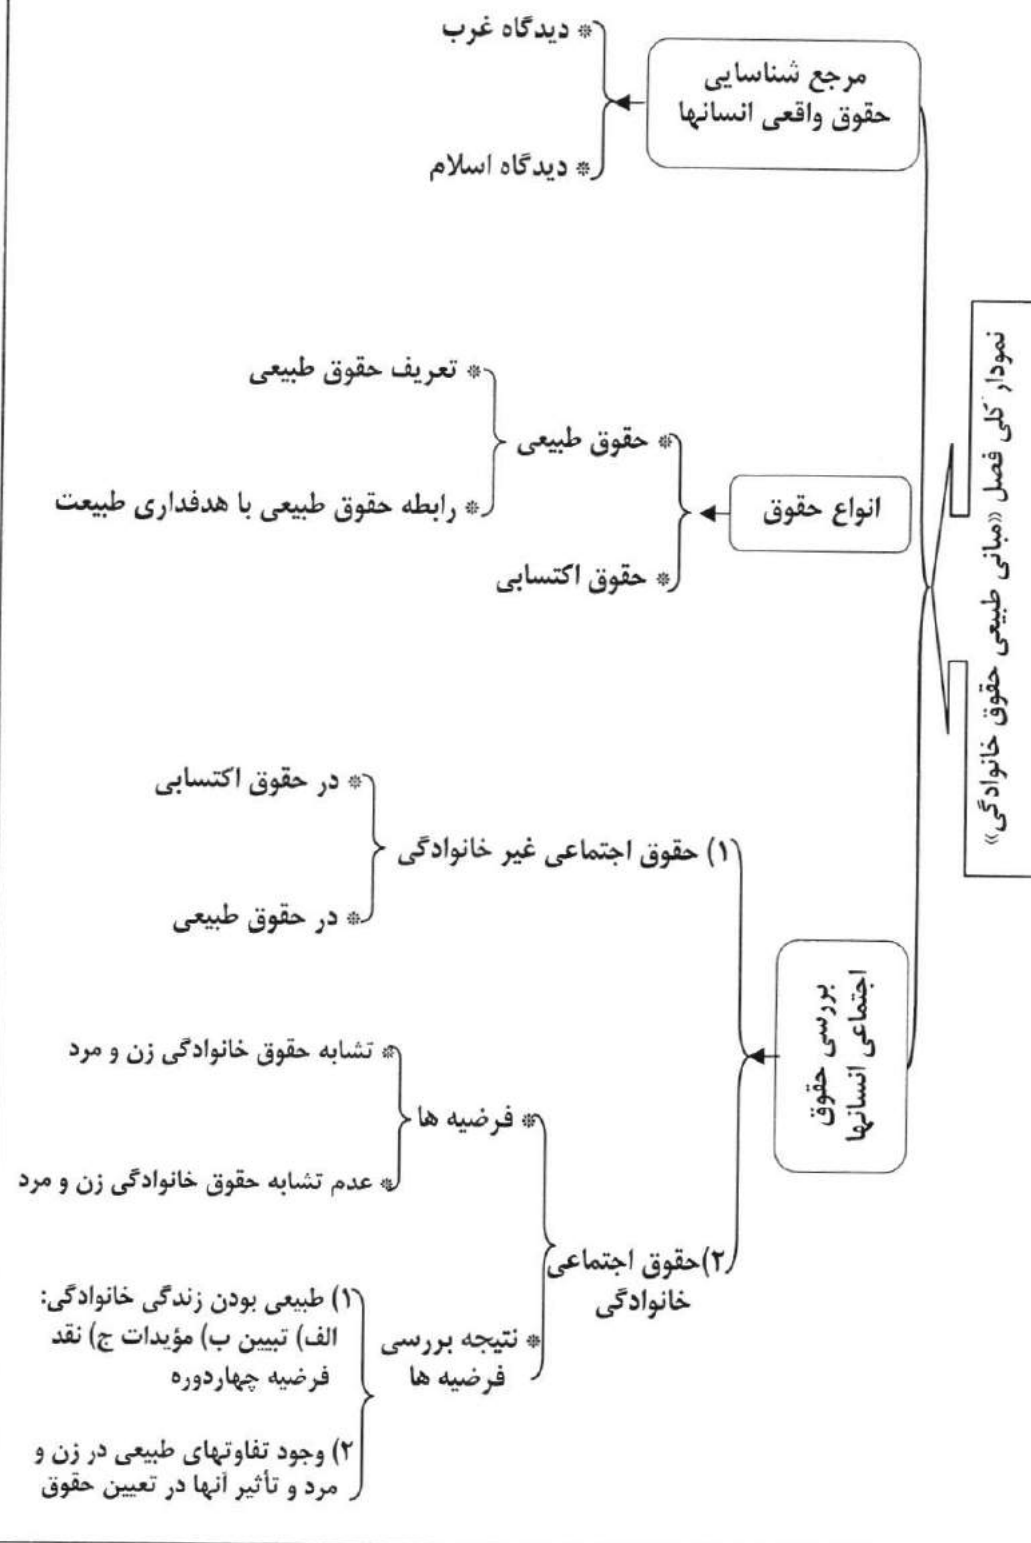 نمودار کلی فصل «مبانی طبیعی حقوق خانوادگی»
مرجع شناسایی
حقوق واقعی انسانها
* دیدگاه غرب
* دیدگاه اسلام
انواع حقوق
* حقوق طبیعی
* تعریف حقوق طبیعی
* رابطه حقوق طبیعی با هدفداری طبیعت
* حقوق اکتسابی
بررسی حقوق
اجتماعی انسانها
۱) حقوق اجتماعی غیر خانوادگی
* در حقوق اکتسابی
* در حقوق طبیعی
۲)حقوق اجتماعی
خانوادگی
* فرضیه ها
* تشابه حقوق خانوادگی زن و مرد
* عدم تشابه حقوق خانوادگی زن و مرد
* نتیجه بررسی
فرضیه ها
۱) طبیعی بودن زندگی خانوادگی:
الف) تبیین ب) مؤیدات ج) نقد
فرضیه چهاردوره
۲) وجود تفاوتهای طبیعی در زن و
مرد و تأثیر آنها در تعیین حقوق